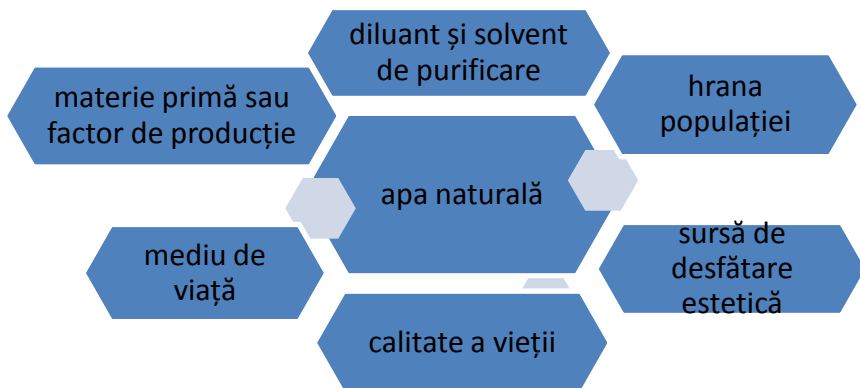 diluant și solvent
de purificare
materie primă sau
factor de producție
hrana
populației
apa naturală
mediu de
viață
sursă de
desfătare
estetică
calitate a vieții